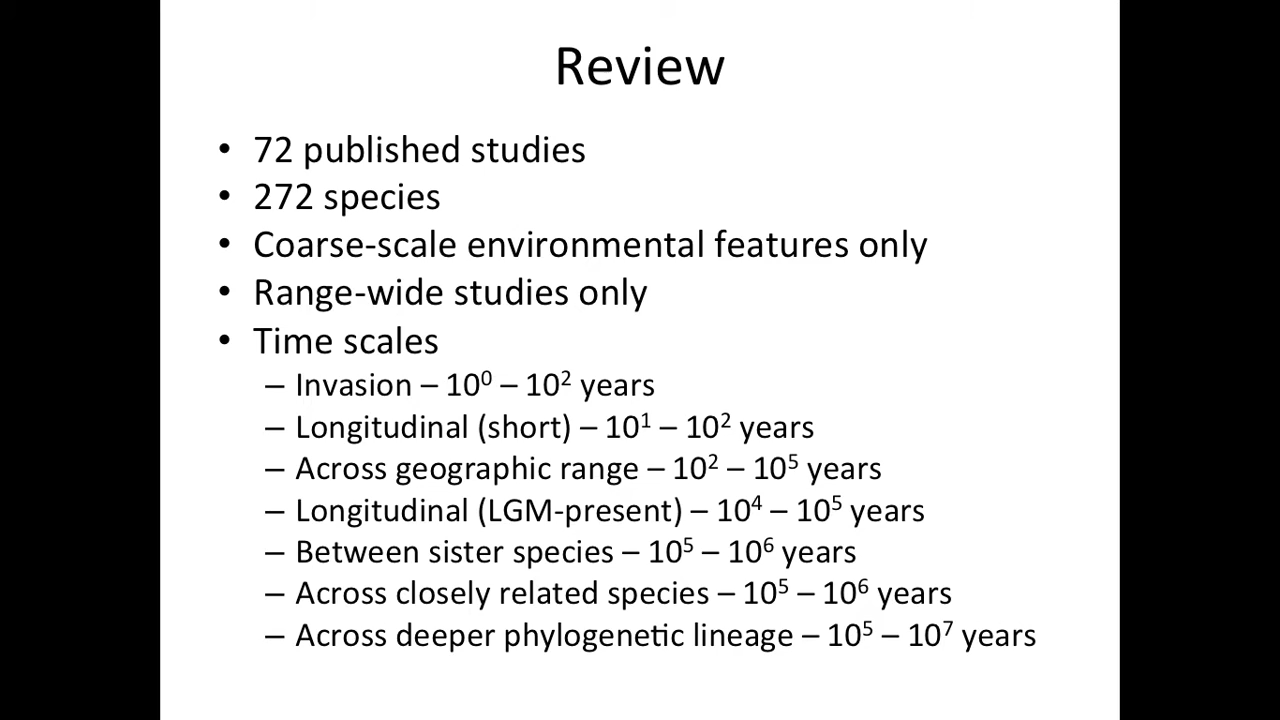 Review
• 72 published studies
• 272 species
• Coarse-scale environmental features only
• Range-wide studies only
• Time scales
– Invasion – 10⁰ – 10² years
– Longitudinal (short) – 10¹ – 10² years
– Across geographic range – 10² – 10⁵ years
– Longitudinal (LGM-present) – 10⁴ – 10⁵ years
– Between sister species – 10⁵ – 10⁶ years
– Across closely related species – 10⁵ – 10⁶ years
– Across deeper phylogenetic lineage – 10⁵ – 10⁷ years